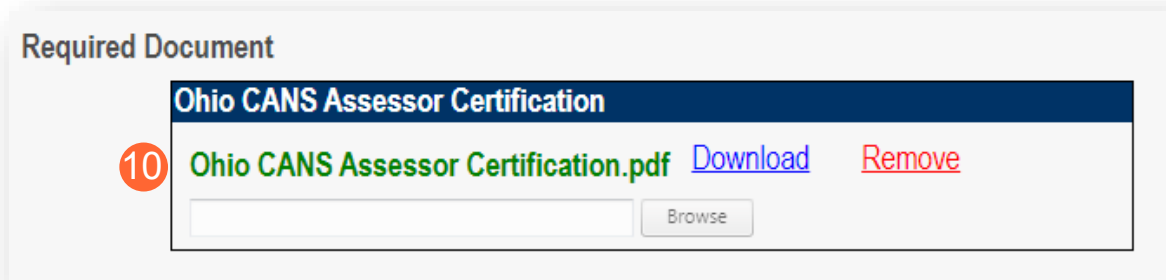 Required Document
Ohio CANS Assessor Certification
10 Ohio CANS Assessor Certification.pdf Download Remove
Browse